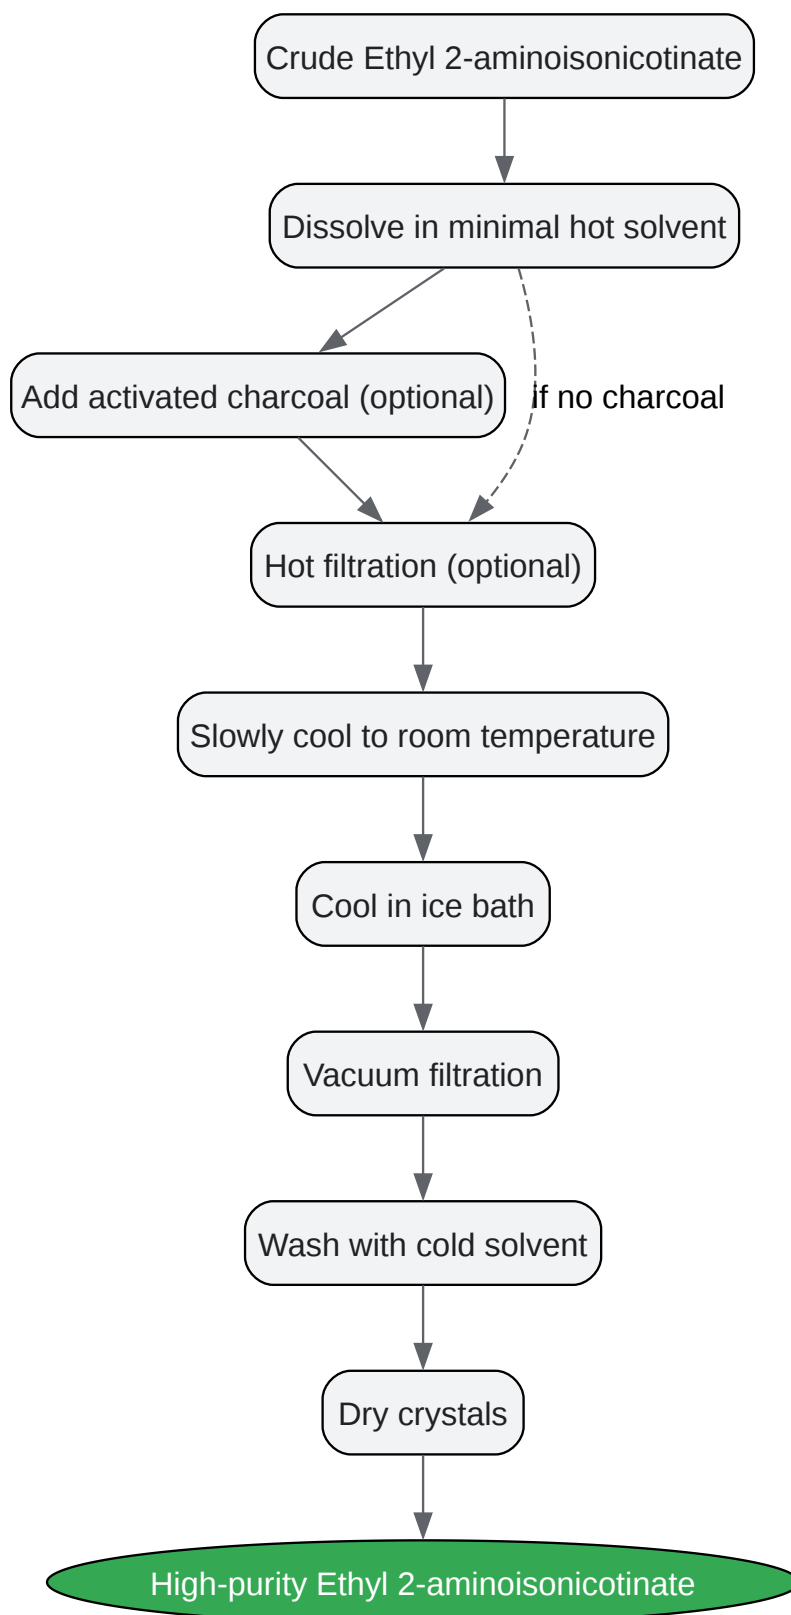 Crude Ethyl 2-aminoisonicotinate
Dissolve in minimal hot solvent
Add activated charcoal (optional)
if no charcoal
Hot filtration (optional)
Slowly cool to room temperature
Cool in ice bath
Vacuum filtration
Wash with cold solvent
Dry crystals
High-purity Ethyl 2-aminoisonicotinate